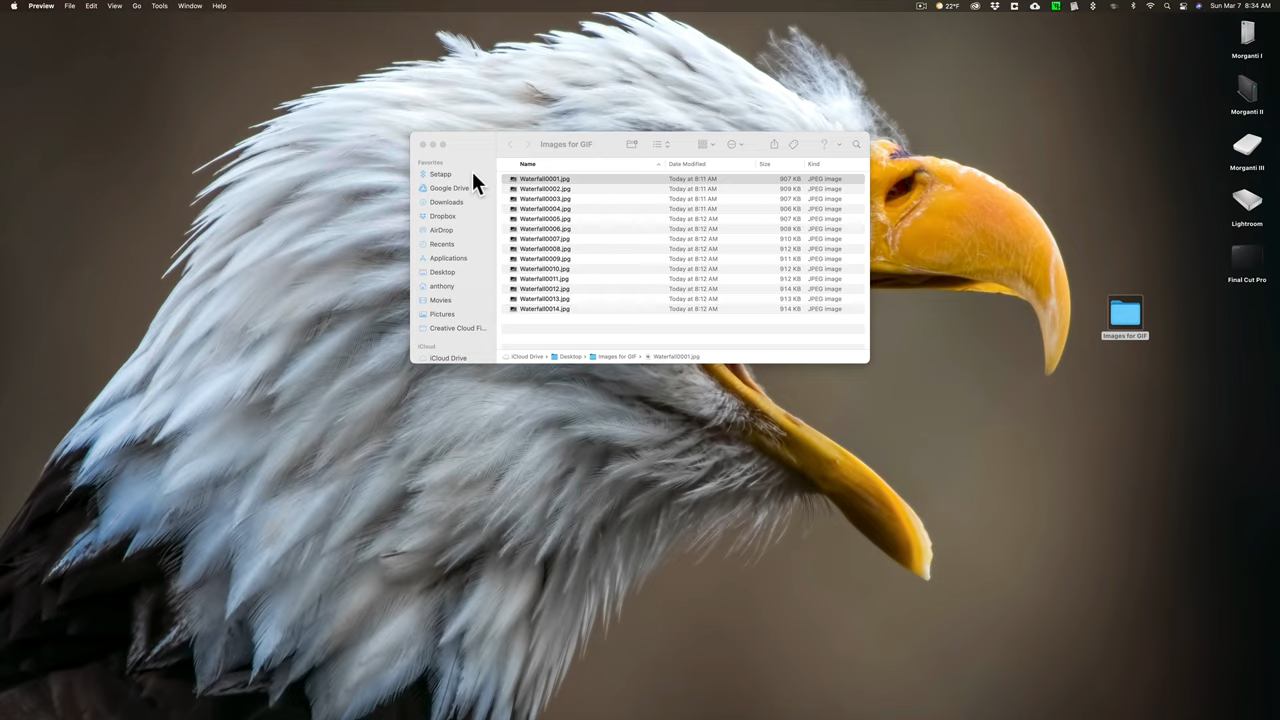 Preview File Edit View Go Tools Window Help 22°F Sun Mar 7 8:34 AM
Morganti I
Morganti II
Morganti III
Lightroom
Final Cut Pro
Images for GIF
Images for GIF
Favorites
Setapp
Google Drive
Downloads
Dropbox
AirDrop
Recents
Applications
Desktop
anthony
Movies
Pictures
Creative Cloud Fi...
iCloud
iCloud Drive
Name Date Modified Size Kind
Waterfall0001.jpg Today at 8:11 AM 907 KB JPEG image
Waterfall0002.jpg Today at 8:11 AM 909 KB JPEG image
Waterfall0003.jpg Today at 8:11 AM 907 KB JPEG image
Waterfall0004.jpg Today at 8:11 AM 906 KB JPEG image
Waterfall0005.jpg Today at 8:12 AM 907 KB JPEG image
Waterfall0006.jpg Today at 8:12 AM 908 KB JPEG image
Waterfall0007.jpg Today at 8:12 AM 910 KB JPEG image
Waterfall0008.jpg Today at 8:12 AM 912 KB JPEG image
Waterfall0009.jpg Today at 8:12 AM 911 KB JPEG image
Waterfall0010.jpg Today at 8:12 AM 912 KB JPEG image
Waterfall0011.jpg Today at 8:12 AM 912 KB JPEG image
Waterfall0012.jpg Today at 8:12 AM 914 KB JPEG image
Waterfall0013.jpg Today at 8:12 AM 913 KB JPEG image
Waterfall0014.jpg Today at 8:12 AM 914 KB JPEG image
iCloud Drive › Desktop › Images for GIF › Waterfall0001.jpg